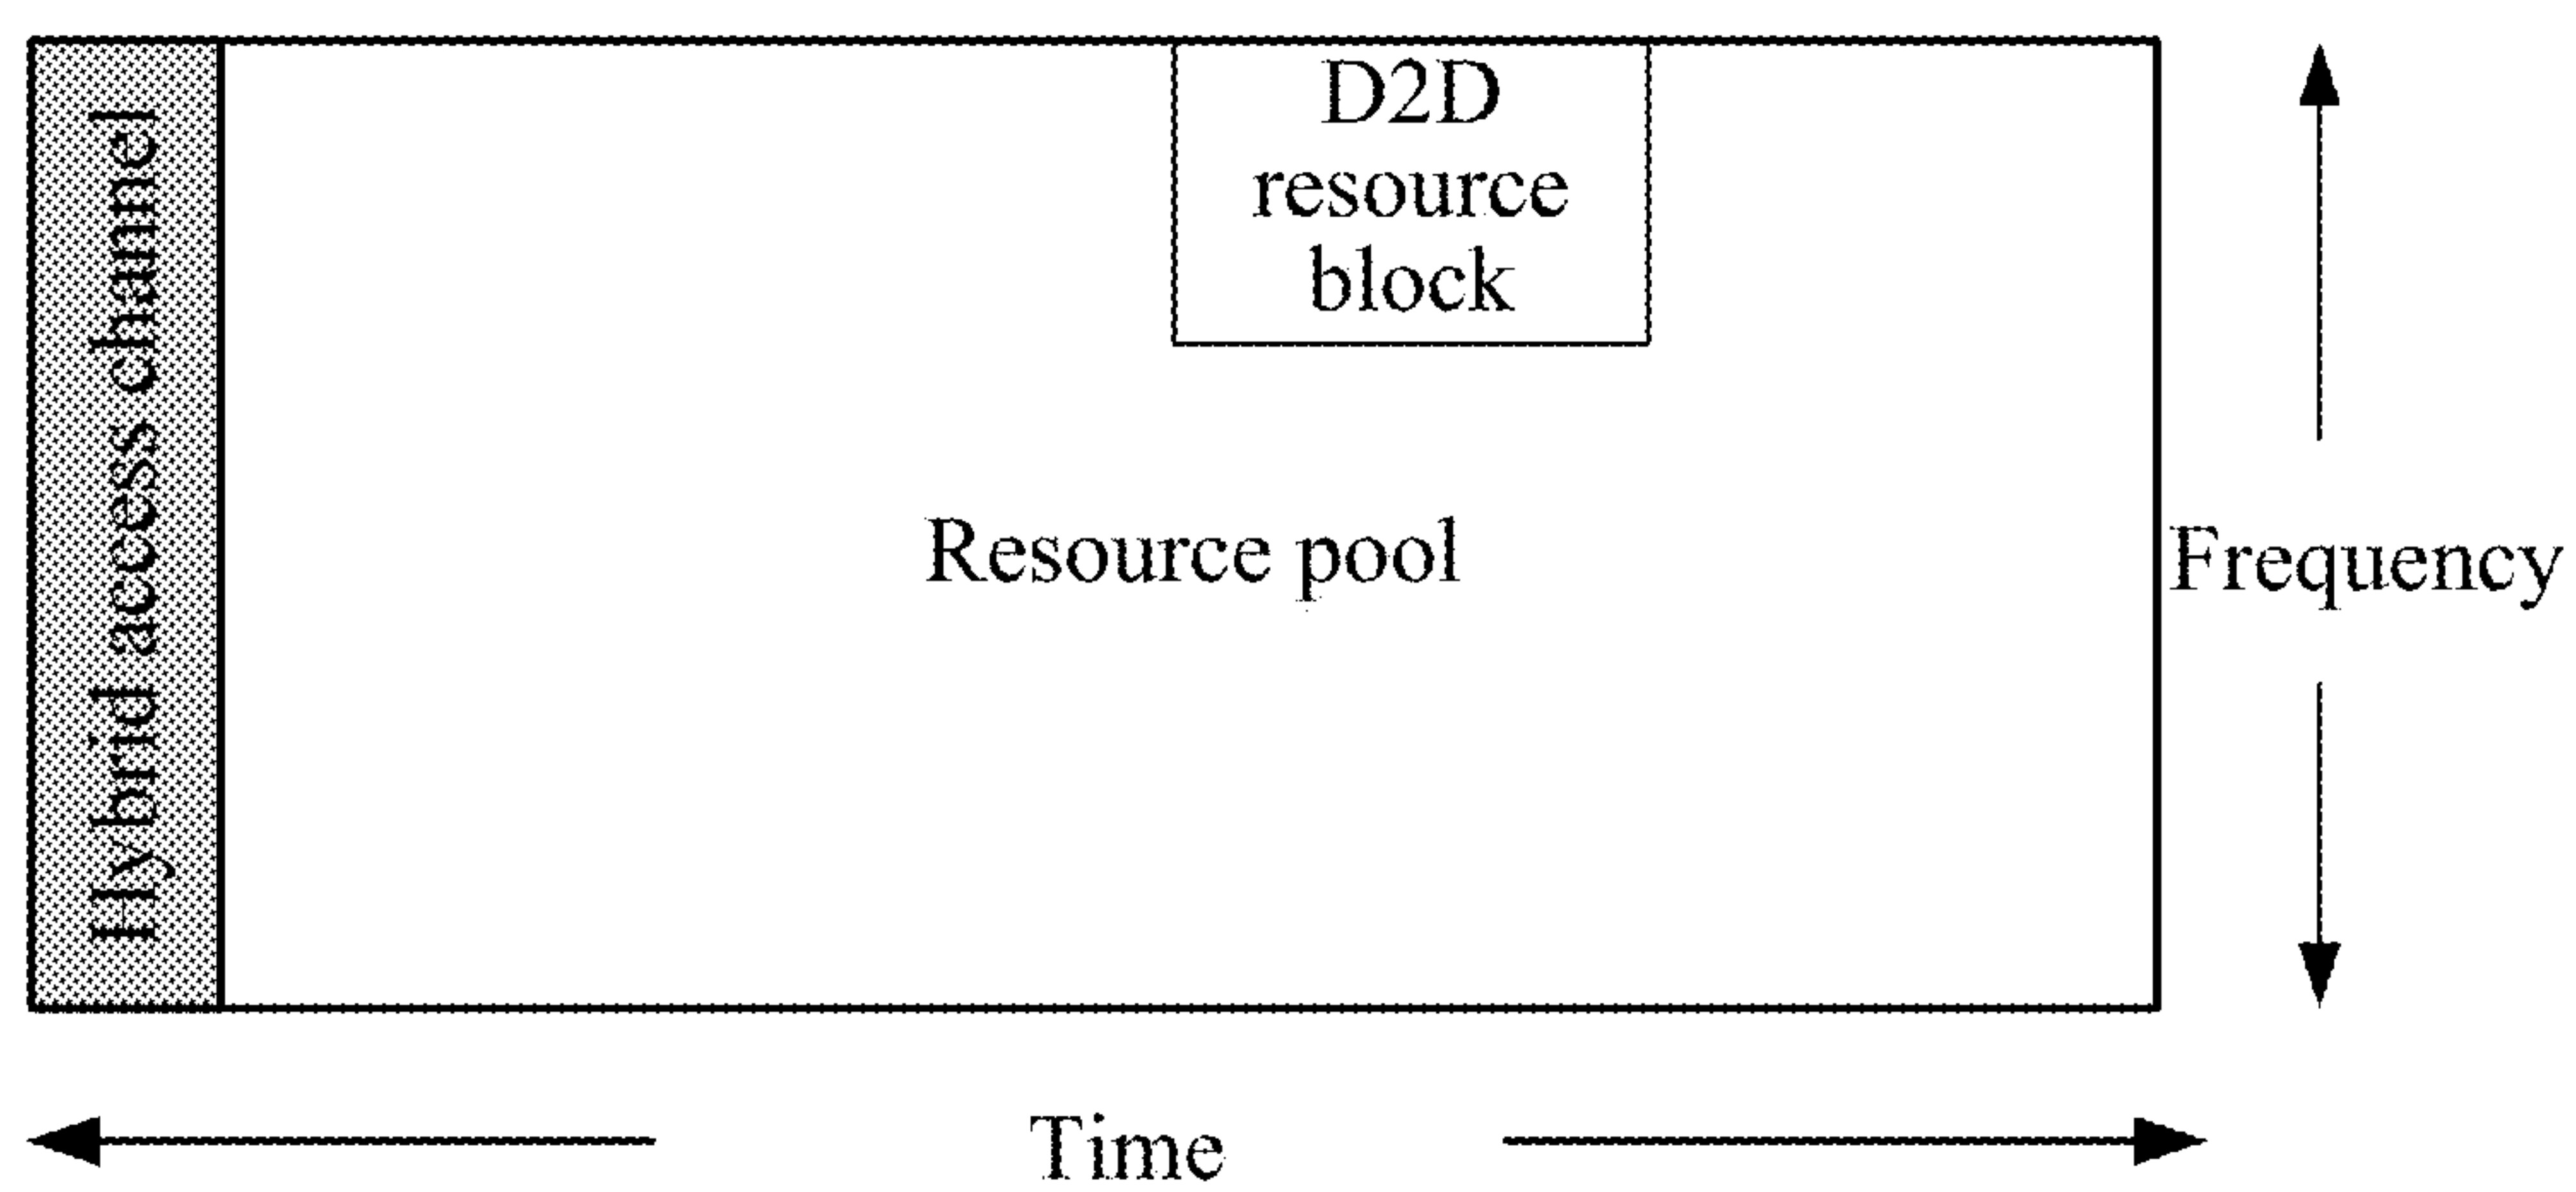 Hybrid access channel
D2D
resource
block
Resource pool
Frequency
Time